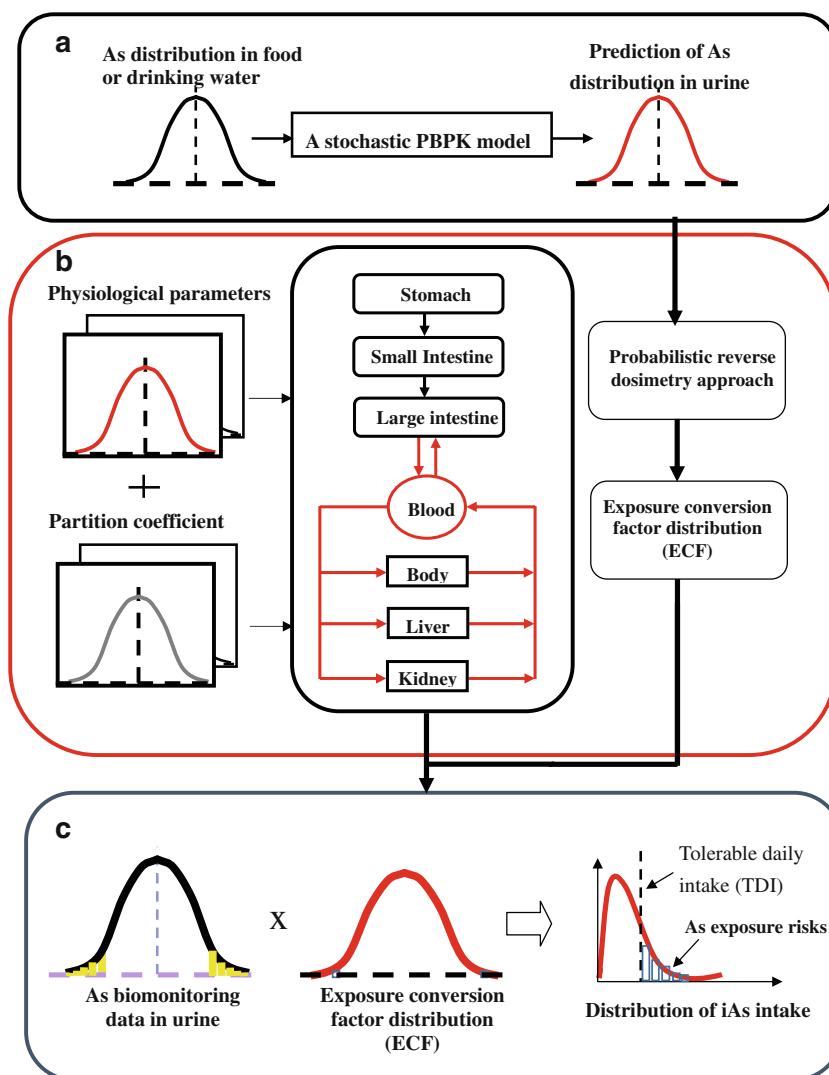 a
As distribution in food
or drinking water
Prediction of As
distribution in urine
A stochastic PBPK model
b
Physiological parameters
+
Partition coefficient
Stomach
Small Intestine
Large intestine
Blood
Body
Liver
Kidney
Probabilistic reverse
dosimetry approach
Exposure conversion
factor distribution
(ECF)
c
As biomonitoring
data in urine
X
Exposure conversion
factor distribution
(ECF)
Tolerable daily
intake (TDI)
As exposure risks
Distribution of iAs intake